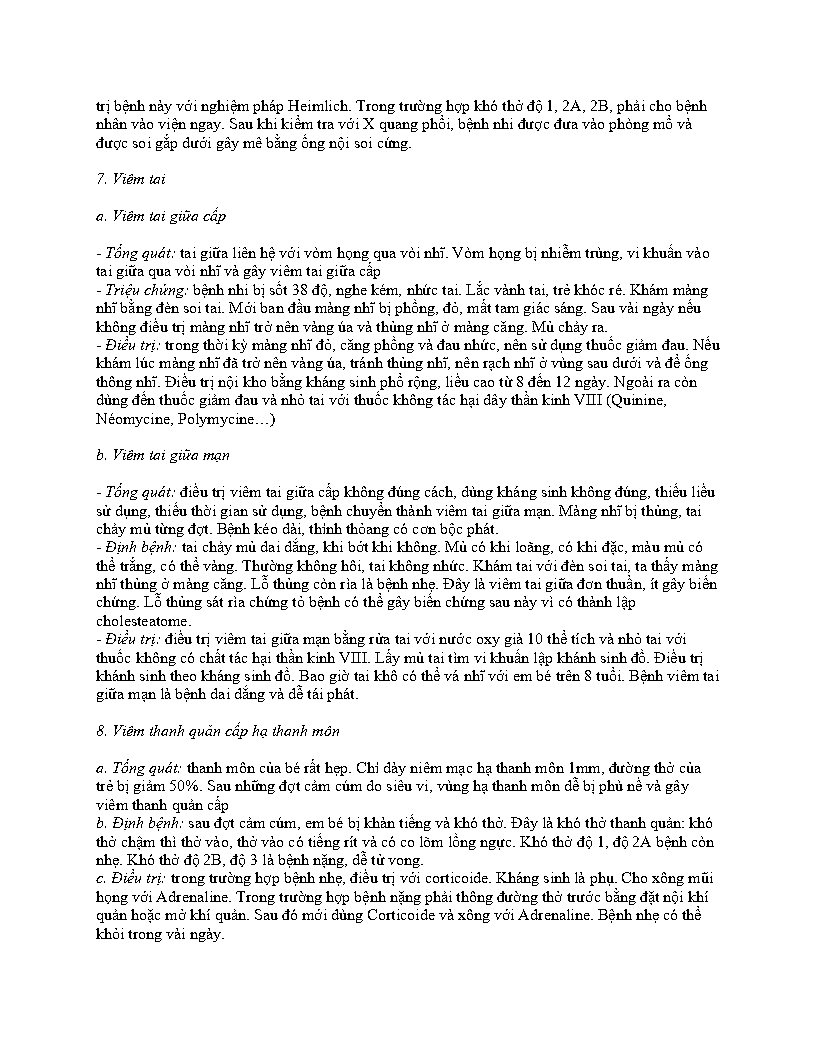 trị bệnh này với nghiệm pháp Heimlich. Trong trường hợp khó thở độ 1, 2A, 2B, phải cho bệnh
nhân vào viện ngay. Sau khi kiểm tra với X quang phổi, bệnh nhi được đưa vào phòng mổ và
được soi gắp dưới gây mê bằng ống nội soi cứng.
7. Viêm tai
a. Viêm tai giữa cấp
- Tổng quát: tai giữa liên hệ với vòm họng qua vòi nhĩ. Vòm họng bị nhiễm trùng, vi khuẩn vào
tai giữa qua vòi nhĩ và gây viêm tai giữa cấp
- Triệu chứng: bệnh nhi bị sốt 38 độ, nghe kém, nhức tai. Lắc vành tai, trẻ khóc ré. Khám màng
nhĩ bằng đèn soi tai. Mới ban đầu màng nhĩ bị phồng, đỏ, mất tam giác sáng. Sau vài ngày nếu
không điều trị màng nhĩ trở nên vàng úa và thủng nhĩ ở màng căng. Mủ chảy ra.
- Điều trị: trong thời kỳ màng nhĩ đỏ, căng phồng và đau nhức, nên sử dụng thuốc giảm đau. Nếu
khám lúc màng nhĩ đã trở nên vàng úa, tránh thủng nhĩ, nên rạch nhĩ ở vùng sau dưới và để ống
thông nhĩ. Điều trị nội kho bằng kháng sinh phổ rộng, liều cao từ 8 đến 12 ngày. Ngoài ra còn
dùng đến thuốc giảm đau và nhỏ tai với thuốc không tác hại dây thần kinh VIII (Quinine,
Néomycine, Polymycine…)
b. Viêm tai giữa mạn
- Tổng quát: điều trị viêm tai giữa cấp không đúng cách, dùng kháng sinh không đúng, thiếu liều
sử dụng, thiếu thời gian sử dụng, bệnh chuyển thành viêm tai giữa mạn. Màng nhĩ bị thủng, tai
chảy mủ từng đợt. Bệnh kéo dài, thỉnh thỏang có cơn bộc phát.
- Định bệnh: tai chảy mủ dai dẳng, khi bớt khi không. Mủ có khi loãng, có khi đặc, màu mủ có
thể trắng, có thể vàng. Thường không hôi, tai không nhức. Khám tai với đèn soi tai, ta thấy màng
nhĩ thủng ở màng căng. Lỗ thủng còn rìa là bệnh nhẹ. Đây là viêm tai giữa đơn thuần, ít gây biến
chứng. Lỗ thủng sát rìa chứng tỏ bệnh có thể gây biến chứng sau này vì có thành lập
cholesteatome.
- Điều trị: điều trị viêm tai giữa mạn bằng rửa tai với nước oxy già 10 thể tích và nhỏ tai với
thuốc không có chất tác hại thần kinh VIII. Lấy mủ tai tìm vi khuẩn lập khánh sinh đồ. Điều trị
khánh sinh theo kháng sinh đồ. Bao giờ tai khô có thể vá nhĩ với em bé trên 8 tuổi. Bệnh viêm tai
giữa mạn là bệnh dai dẳng và dễ tái phát.
8. Viêm thanh quản cấp hạ thanh môn
a. Tổng quát: thanh môn của bé rất hẹp. Chỉ dày niêm mạc hạ thanh môn 1mm, đường thở của
trẻ bị giảm 50%. Sau những đợt cảm cúm do siêu vi, vùng hạ thanh môn dễ bị phù nề và gây
viêm thanh quản cấp
b. Định bệnh: sau đợt cảm cúm, em bé bị khàn tiếng và khó thở. Đây là khó thở thanh quản: khó
thở chậm thì thở vào, thở vào có tiếng rít và có co lõm lồng ngực. Khó thở độ 1, độ 2A bệnh còn
nhẹ. Khó thở độ 2B, độ 3 là bệnh nặng, dễ tử vong.
c. Điều trị: trong trường hợp bệnh nhẹ, điều trị với corticoide. Kháng sinh là phụ. Cho xông mũi
họng với Adrenaline. Trong trường hợp bệnh nặng phải thông đường thở trước bằng đặt nội khí
quản hoặc mở khí quản. Sau đó mới dùng Corticoide và xông với Adrenaline. Bệnh nhẹ có thể
khỏi trong vài ngày.